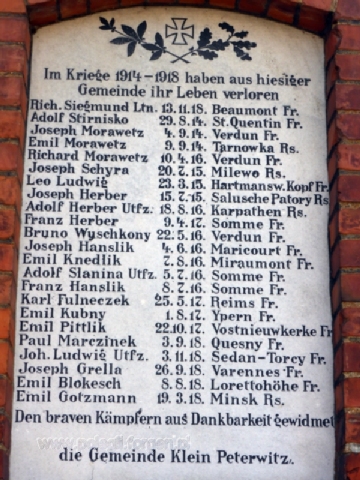 Im Kriege 1914-1918 haben aus hiesiger
Gemeinde ihr Leben verloren
Rich. Siegmund Ltn. 13.11.18. Beaumont Fr.
Adolf Stirnisko 29.8.14. St. Quentin Fr.
Joseph Morawetz 4.9.14. Verdun Fr.
Emil Morawetz 9.9.14. Tarnowka Rs.
Richard Morawetz 10.4.16 Verdun Fr.
Joseph Schyra 20.7.15. Milewo Rs.
Leo Ludwig 23.3.15. Hartmansw. Kopf Fr.
Joseph Herber 15.7.15. Salusche Patory Rs.
Adolf Herber Utfz. 18.8.16. Karpathen Rs.
Franz Herber 9.4.17. Somme Fr.
Bruno Wyschkony 22.5.16. Verdun Fr.
Joseph Hanslik 4.6.16 Maricourt Fr.
Emil Knedlik 7.8.16 Miraumont Fr.
Adolf Slanina Utfz. 5.7.16. Somme Fr.
Franz Hanslik 8.7.16 Somme Fr.
Karl Fulneczek 25.5.17. Reims Fr.
Emil Kubny 1.8.17. Ypern Fr.
Emil Pittlik 22.10.17. Vostnieuwkerke Fr.
Paul Marczinek 3.9.18. Quesny Fr.
Joh. Ludwig Utfz. 3.11.18. Sedan-Torcy Fr.
Joseph Grella 26.9.18. Varennes Fr.
Emil Blokesch 8.8.18. Lorettohöhe Fr.
Emil Gotzmann 19.3.18. Minsk Rs.
Den braven Kämpfern aus Dankbarkeit gewidmet
die Gemeinde Klein Peterwitz.